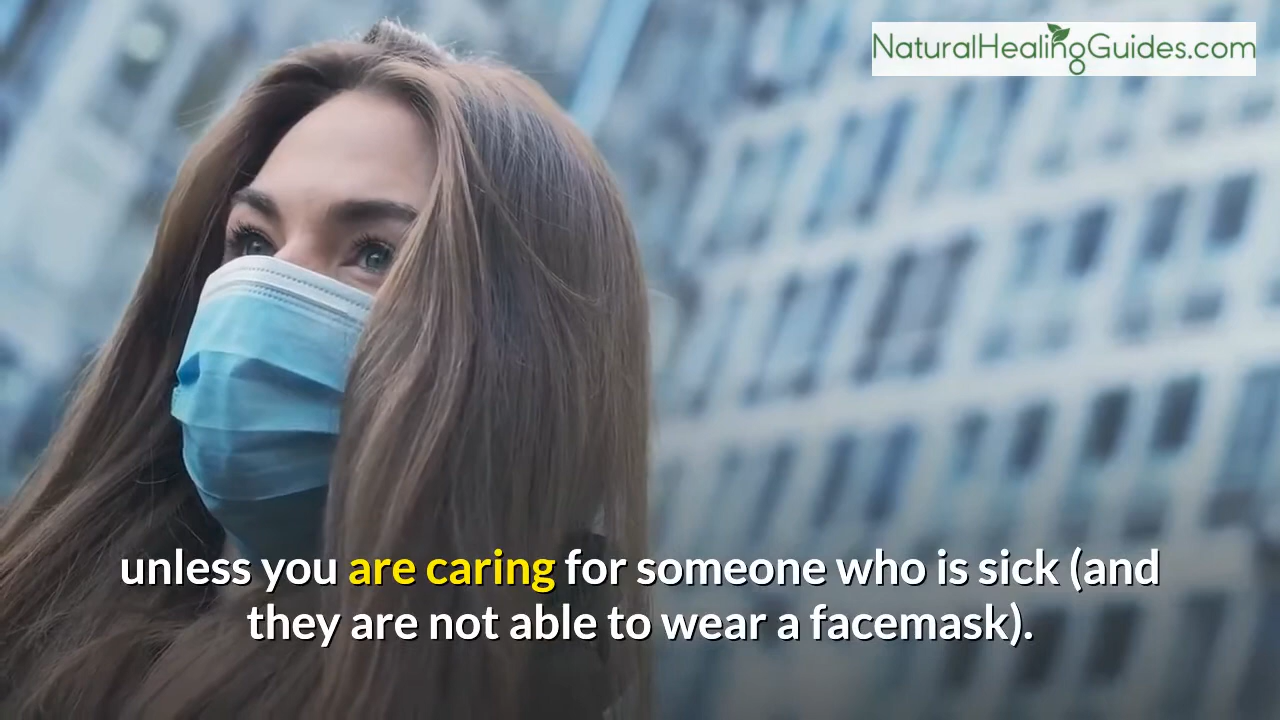 NaturalHealingGuides.com
unless you are caring for someone who is sick (and
they are not able to wear a facemask).